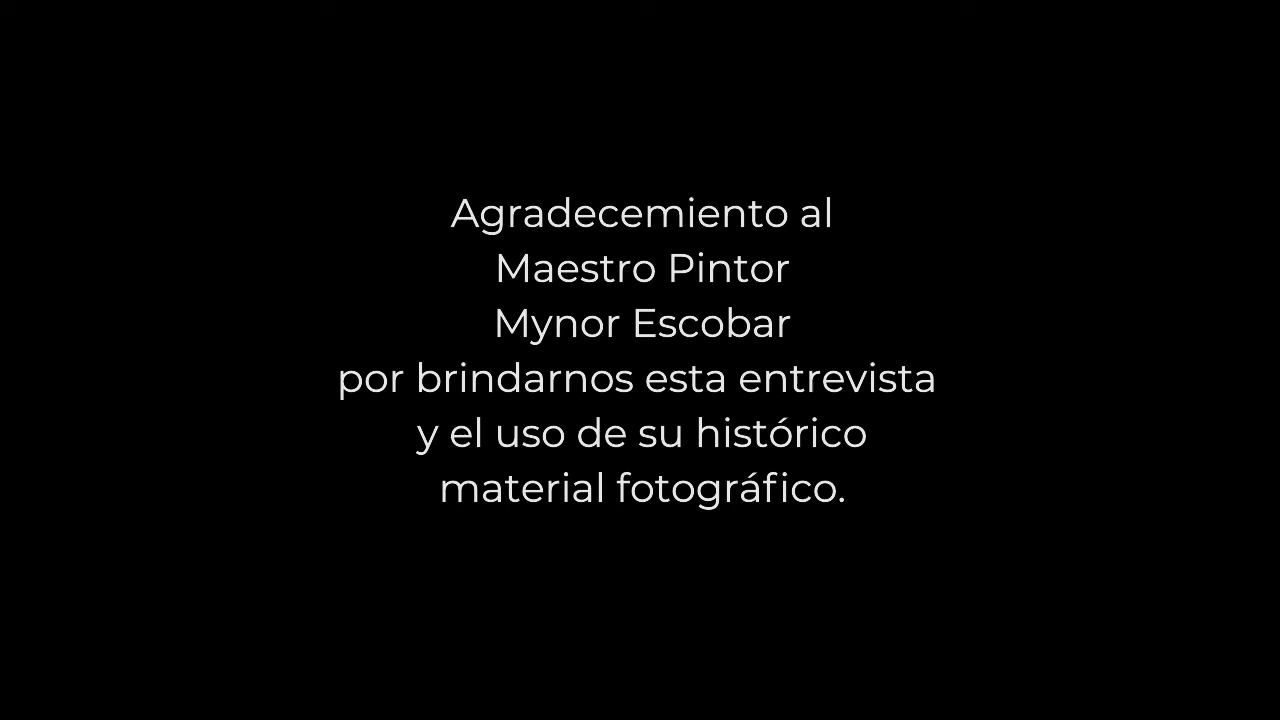 Agradecemiento al
Maestro Pintor
Mynor Escobar
por brindarnos esta entrevista
y el uso de su histórico
material fotográfico.